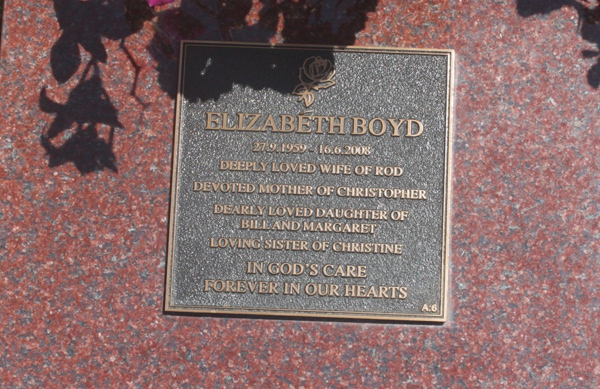 ELIZABETH BOYD
27.9.1959 - 16.6.2008
DEEPLY LOVED WIFE OF ROD
DEVOTED MOTHER OF CHRISTOPHER
DEARLY LOVED DAUGHTER OF
BILL AND MARGARET
LOVING SISTER OF CHRISTINE
IN GOD'S CARE
FOREVER IN OUR HEARTS
A:6